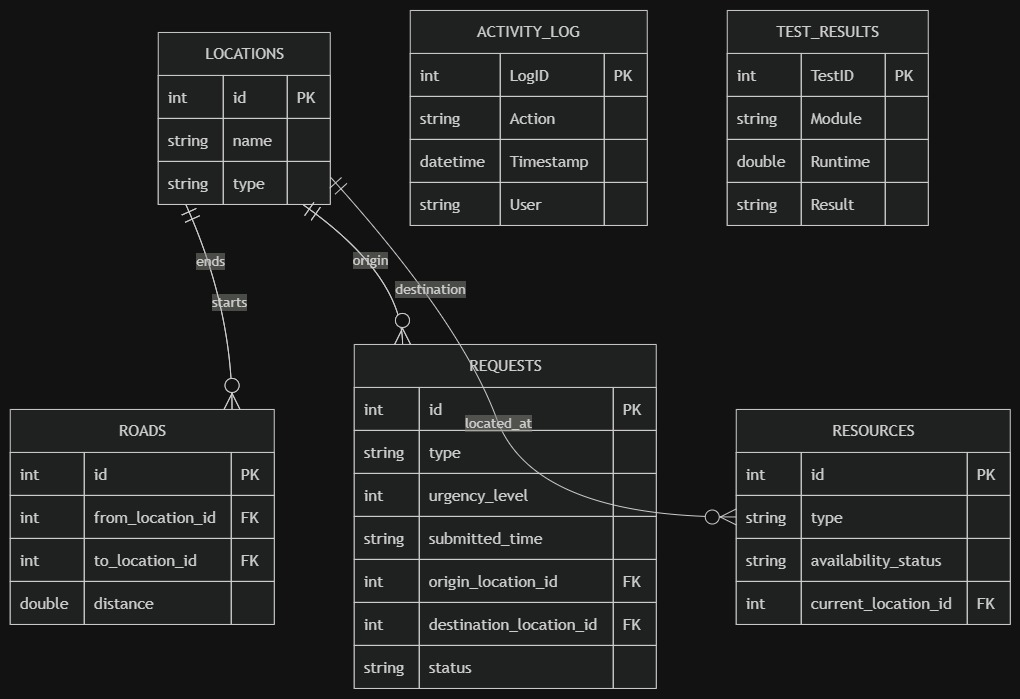 LOCATIONS
int id PK
string name
string type
ACTIVITY_LOG
int LogID PK
string Action
datetime Timestamp
string User
TEST_RESULTS
int TestID PK
string Module
double Runtime
string Result
ends
starts
origin
destination
located_at
ROADS
int id PK
int from_location_id FK
int to_location_id FK
double distance
REQUESTS
int id PK
string type
int urgency_level
string submitted_time
int origin_location_id FK
int destination_location_id FK
string status
RESOURCES
int id PK
string type
string availability_status
int current_location_id FK